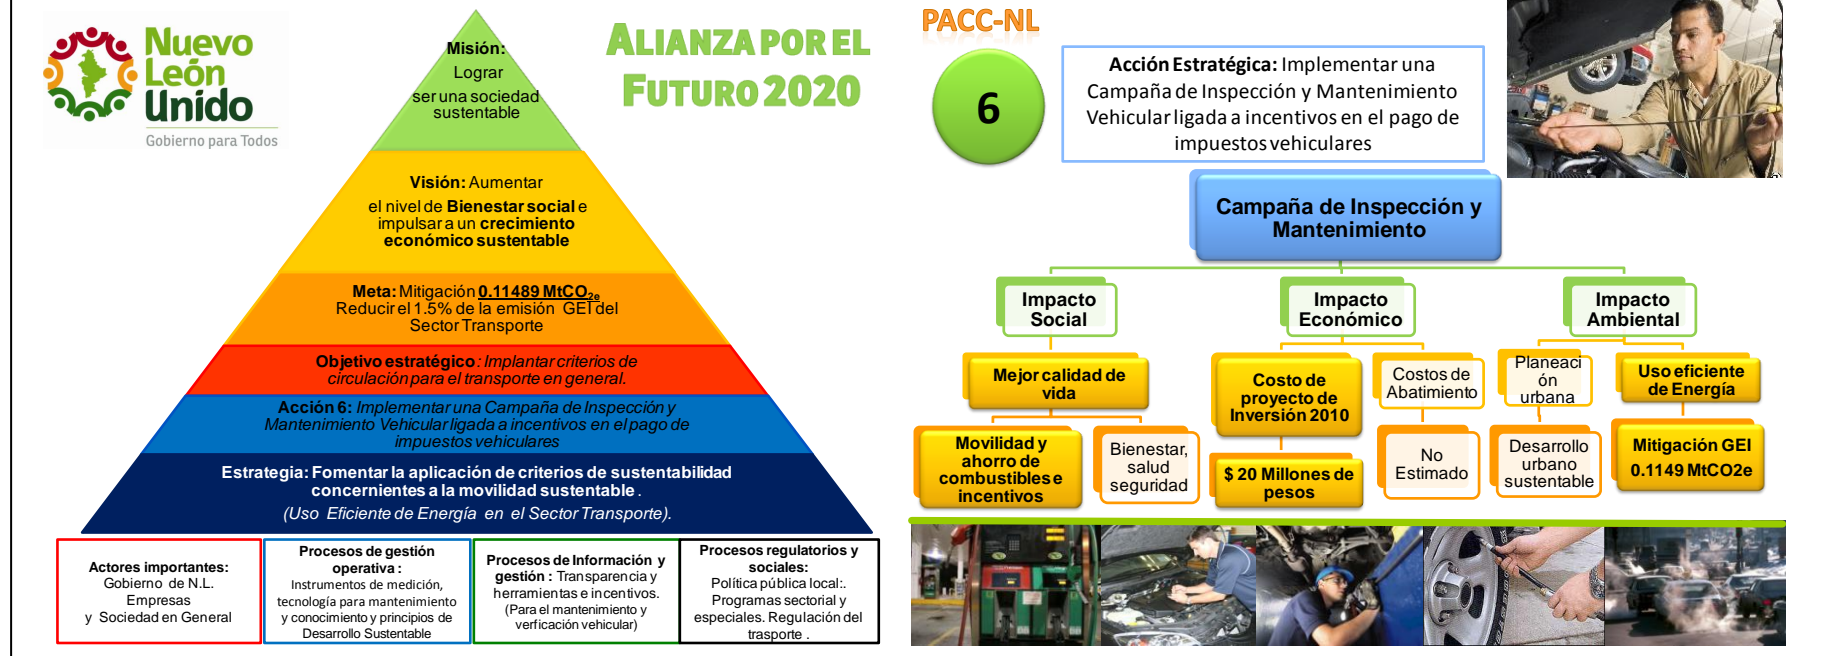 Nuevo
León
Unido
Gobierno para Todos
Misión:
Lograr
ser una sociedad
sustentable
ALIANZA POR EL
FUTURO 2020
Visión: Aumentar
el nivel de Bienestar social e
impulsar a un crecimiento
económico sustentable
Meta: Mitigación 0.11489 MtCO2e
Reducir el 1.5% de la emisión GEI del
Sector Transporte
Objetivo estratégico: Implantar criterios de
circulación para el transporte en general.
Acción 6: Implementar una Campaña de Inspección y
Mantenimiento Vehicular ligada a incentivos en el pago de
impuestos vehiculares
Estrategia: Fomentar la aplicación de criterios de sustentabilidad
concernientes a la movilidad sustentable .
(Uso Eficiente de Energía en el Sector Transporte).
Actores importantes:
Gobierno de N.L.
Empresas
y Sociedad en General
Procesos de gestión
operativa :
Instrumentos de medición,
tecnología para mantenimiento
y conocimiento y principios de
Desarrollo Sustentable
Procesos de Información y
gestión : Transparencia y
herramientas e incentivos.
(Para el mantenimiento y
verificación vehicular)
Procesos regulatorios y
sociales:
Política pública local:.
Programas sectorial y
especiales. Regulación del
trasporte .
PACC-NL
6
Acción Estratégica: Implementar una
Campaña de Inspección y Mantenimiento
Vehicular ligada a incentivos en el pago de
impuestos vehiculares
Campaña de Inspección y
Mantenimiento
Impacto
Social
Impacto
Económico
Impacto
Ambiental
Mejor calidad de
vida
Costo de
proyecto de
Inversión 2010
Costos de
Abatimiento
Planeaci
ón
urbana
Uso eficiente
de Energía
Movilidad y
ahorro de
combustibles e
incentivos
Bienestar,
salud
seguridad
$ 20 Millones de
pesos
No
Estimado
Desarrollo
urbano
sustentable
Mitigación GEI
0.1149 MtCO2e